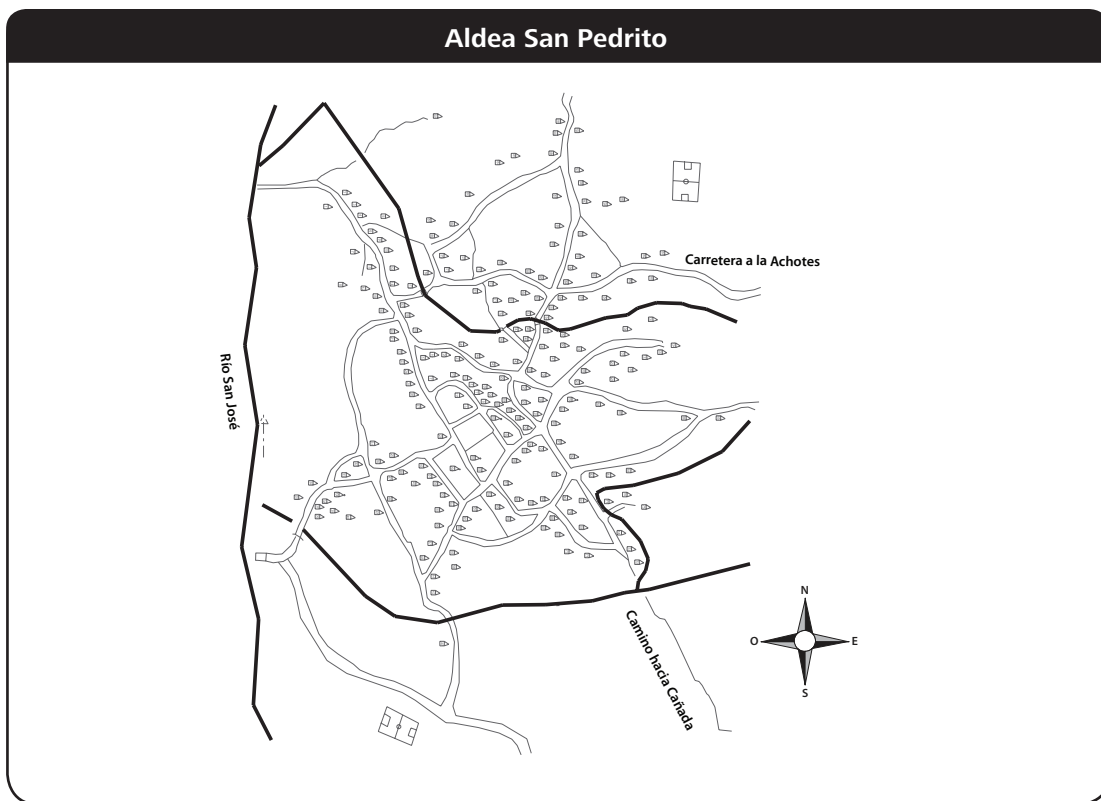 Aldea San Pedrito
Carretera a la Achotes
Río San José
Camino hacia Cañada
N
O
E
S